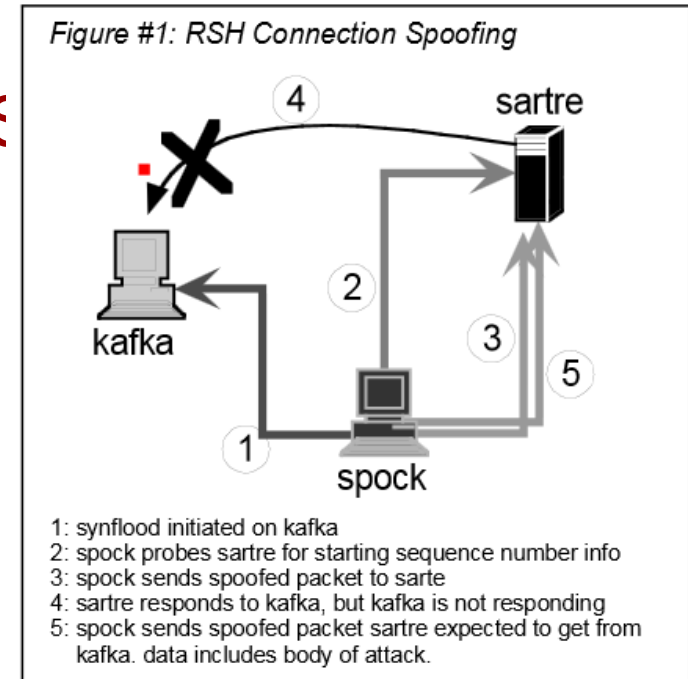 Figure #1: RSH Connection Spoofing
4
sartre
2
kafka
3
5
1
spock
1: synflood initiated on kafka
2: spock probes sartre for starting sequence number info
3: spock sends spoofed packet to sarte
4: sartre responds to kafka, but kafka is not responding
5: spock sends spoofed packet sartre expected to get from
kafka. data includes body of attack.